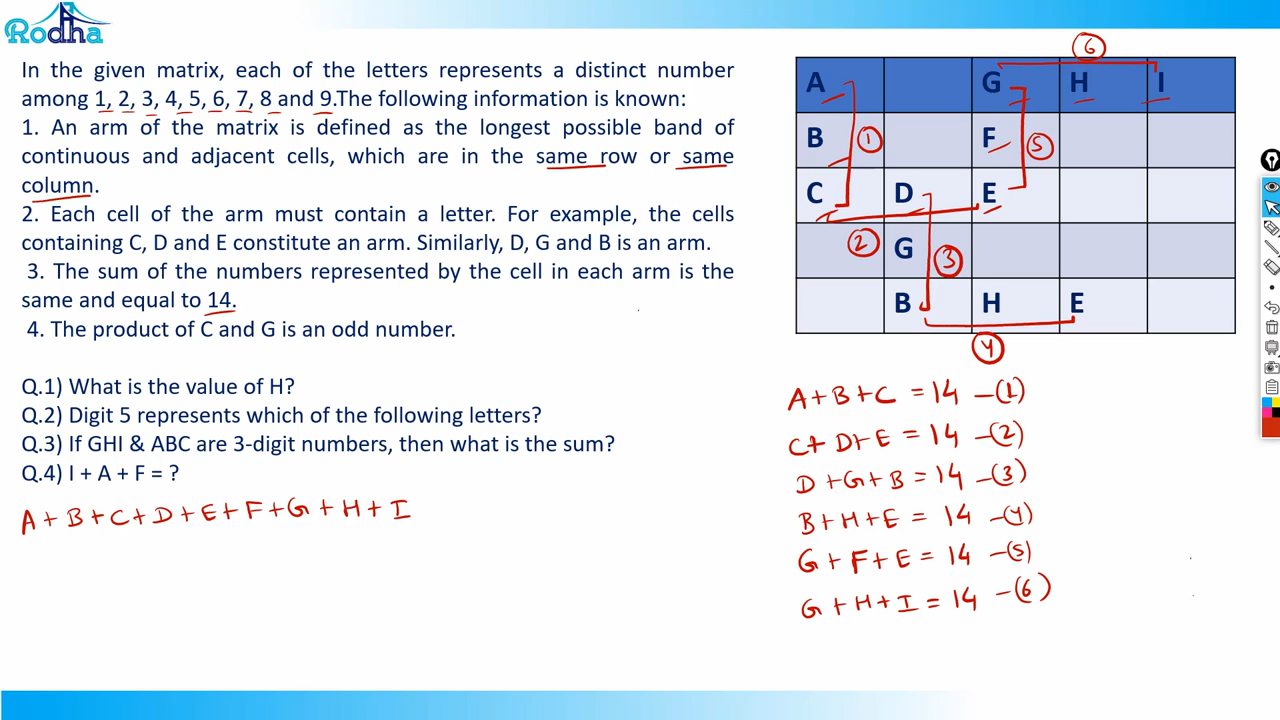 Rodha
In the given matrix, each of the letters represents a distinct number
among 1, 2, 3, 4, 5, 6, 7, 8 and 9.The following information is known:
1. An arm of the matrix is defined as the longest possible band of
continuous and adjacent cells, which are in the same row or same
column.
2. Each cell of the arm must contain a letter. For example, the cells
containing C, D and E constitute an arm. Similarly, D, G and B is an arm.
3. The sum of the numbers represented by the cell in each arm is the
same and equal to 14.
4. The product of C and G is an odd number.
Q.1) What is the value of H?
Q.2) Digit 5 represents which of the following letters?
Q.3) If GHI & ABC are 3-digit numbers, then what is the sum?
Q.4) I + A + F = ?
A + B + C + D + E + F + G + H + I
6
A G H I
B 1 F 5
C D E
2 G 3
B H E
4
A + B + C = 14 - (1)
C + D + E = 14 - (2)
D + G + B = 14 - (3)
B + H + E = 14 - (4)
G + F + E = 14 - (5)
G + H + I = 14 - (6)